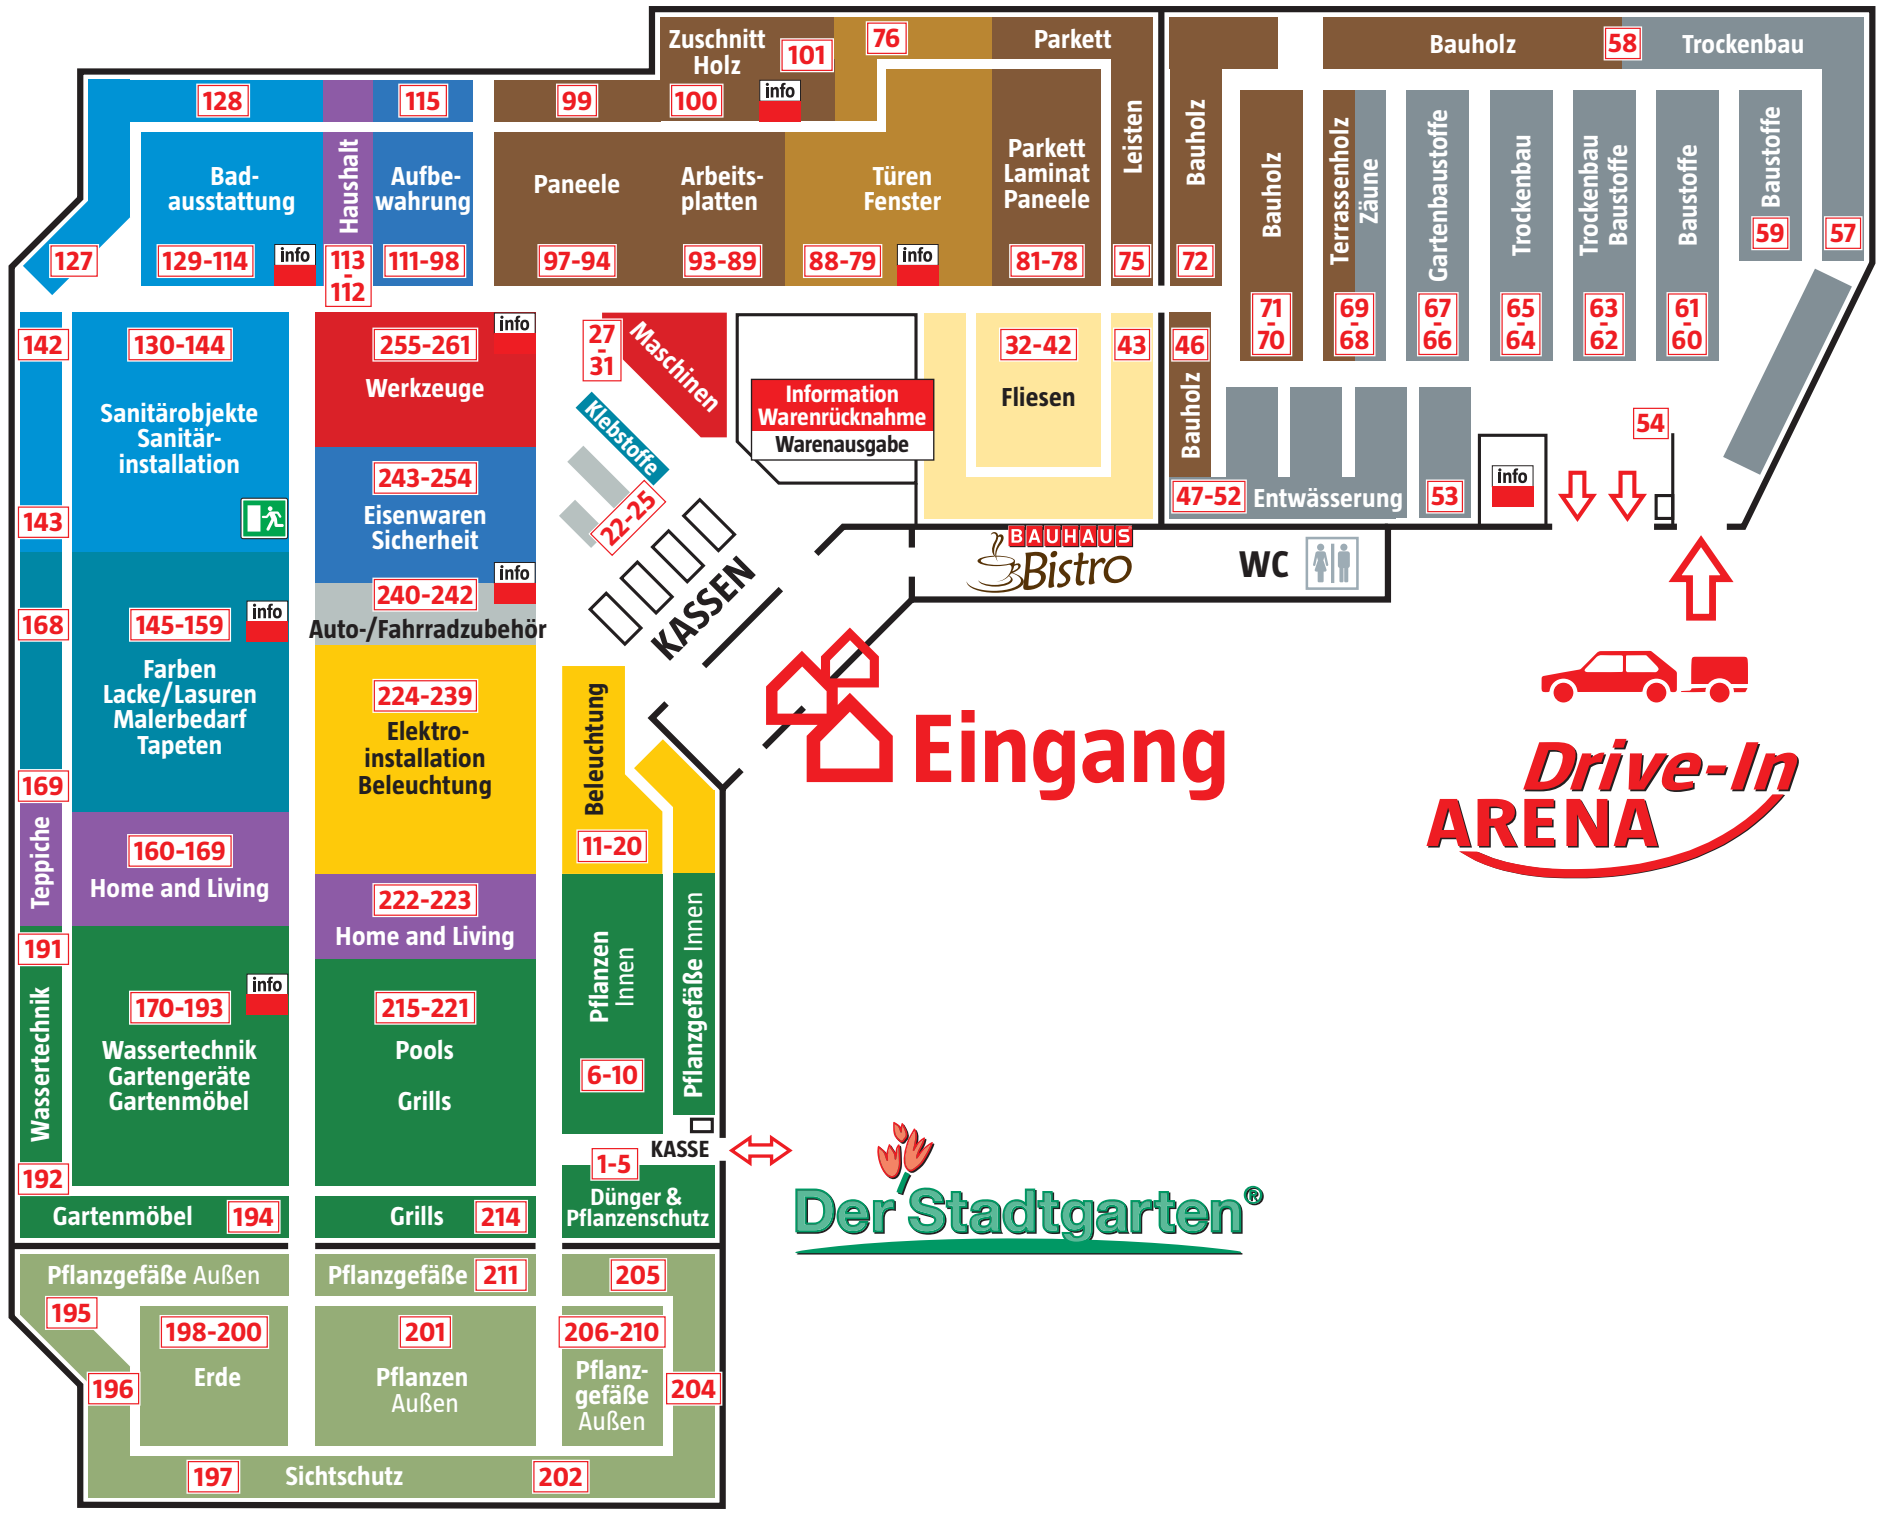 Zuschnitt
Holz
101
76
Parkett
Bauholz
58
Trockenbau
128
115
99
100
info
Bad-
ausstattung
Haushalt
Aufbe-
wahrung
Paneele
Arbeits-
platten
Türen
Fenster
Parkett
Laminat
Paneele
Leisten
Bauholz
Bauholz
Terrassenholz
Zäune
Gartenbaustoffe
Trockenbau
Trockenbau
Baustoffe
Baustoffe
Baustoffe
59
57
127
129-114
info
113
-
112
111-98
97-94
93-89
88-79
info
81-78
75
72
71
-
70
69
-
68
67
-
66
65
-
64
63
-
62
61
-
60
142
130-144
255-261
info
Werkzeuge
27
-
31
Maschinen
Information
Warenrücknahme
Warenausgabe
32-42
Fliesen
43
46
Bauholz
Sanitärobjekte
Sanitär-
installation
143
243-254
Eisenwaren
Sicherheit
Klebstoffe
22-25
47-52
Entwässerung
53
info
54
KASSEN
BAUHAUS
Bistro
WC
168
145-159
info
Farben
Lacke/Lasuren
Malerbedarf
Tapeten
240-242
info
Auto-/Fahrradzubehör
224-239
Elektro-
installation
Beleuchtung
Beleuchtung
11-20
Eingang
Drive-In
ARENA
169
Teppiche
160-169
Home and Living
222-223
Home and Living
191
Wassertechnik
192
170-193
info
Wassertechnik
Gartengeräte
Gartenmöbel
215-221
Pools
Grills
Pflanzen
Innen
6-10
Pflanzgefäße Innen
KASSE
1-5
Dünger &
Pflanzenschutz
Der Stadtgarten®
Gartenmöbel
194
Grills
214
Pflanzgefäße Außen
Pflanzgefäße
211
205
195
198-200
Erde
201
Pflanzen
Außen
206-210
Pflanz-
gefäße
Außen
196
204
197
Sichtschutz
202